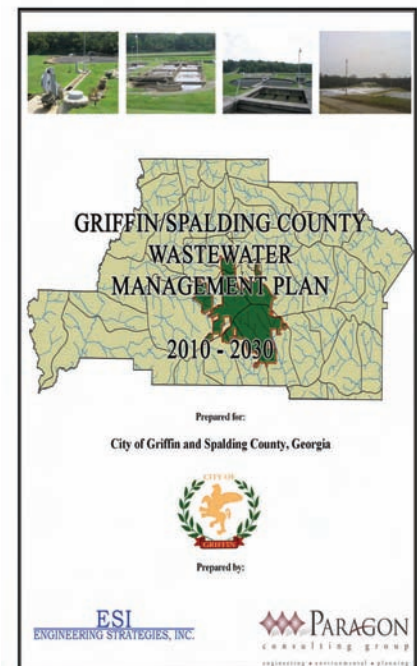 GRIFFIN/SPALDING COUNTY
WASTEWATER
MANAGEMENT PLAN
2010 - 2030
Prepared for:
City of Griffin and Spalding County, Georgia
CITY OF
GRIFFIN
Prepared by:
ESI
ENGINEERING STRATEGIES, INC.
PARAGON
consulting group
engineering • environmental • planning